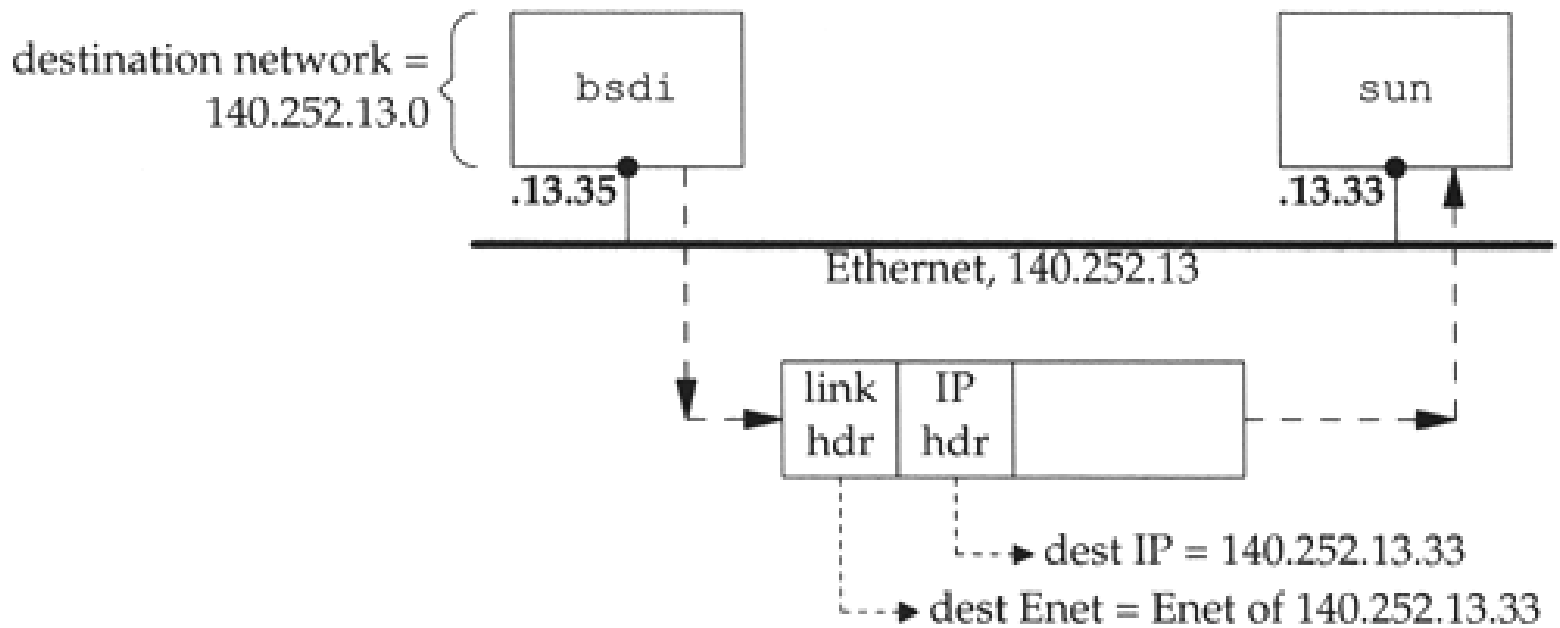 destination network =
140.252.13.0
bsdi
sun
.13.35
.13.33
Ethernet, 140.252.13
link
hdr
IP
hdr
dest IP = 140.252.13.33
dest Enet = Enet of 140.252.13.33